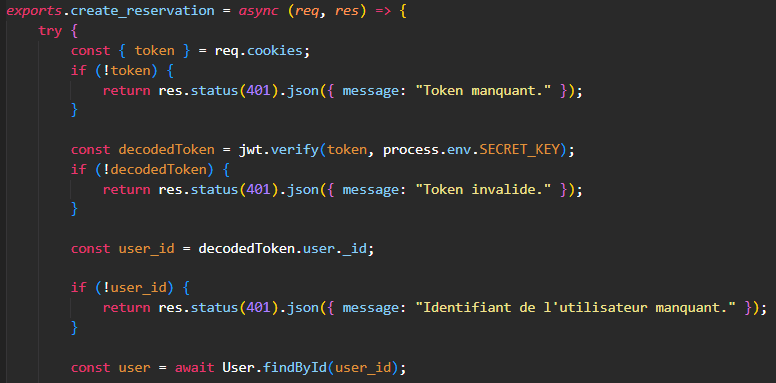 exports.create_reservation = async (req, res) => {
    try {
        const { token } = req.cookies;
        if (!token) {
            return res.status(401).json({ message: "Token manquant." });
        }

        const decodedToken = jwt.verify(token, process.env.SECRET_KEY);
        if (!decodedToken) {
            return res.status(401).json({ message: "Token invalide." });
        }

        const user_id = decodedToken.user._id;

        if (!user_id) {
            return res.status(401).json({ message: "Identifiant de l'utilisateur manquant." });
        }

        const user = await User.findById(user_id);